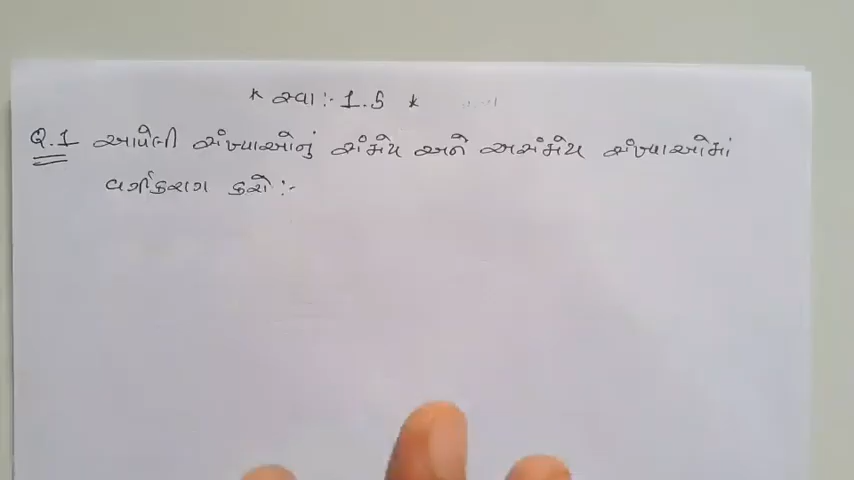 * સ્વા :- 1.5 *
Q.1 આપેલી સંખ્યાઓનું સંમેય અને અસંમેય સંખ્યાઓમાં
વર્ગીકરણ કરો :-